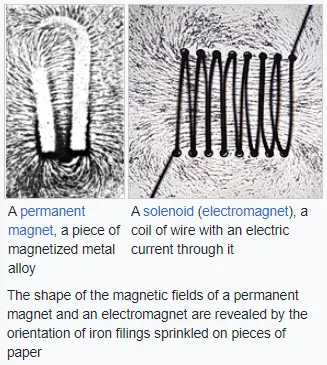 A permanent
magnet, a piece of
magnetized metal
alloy
A solenoid (electromagnet), a
coil of wire with an electric
current through it
The shape of the magnetic fields of a permanent
magnet and an electromagnet are revealed by the
orientation of iron filings sprinkled on pieces of
paper